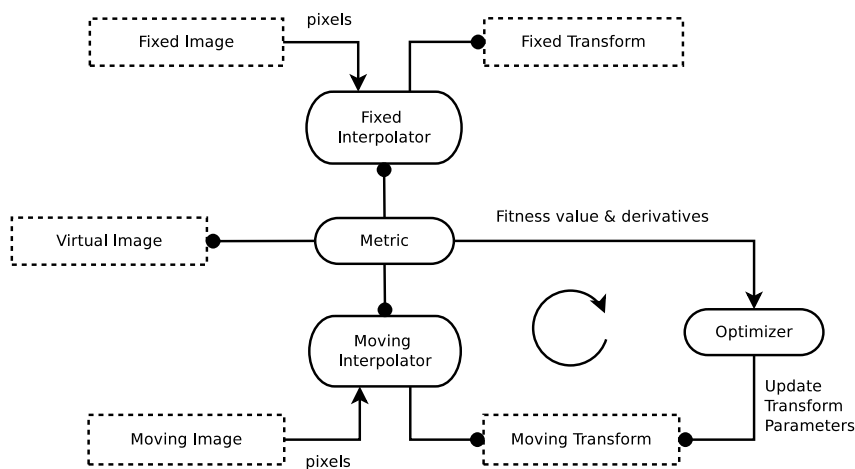 pixels
Fixed Image
Fixed Transform
Fixed
Interpolator
Fitness value & derivatives
Virtual Image
Metric
Optimizer
Moving
Interpolator
Update
Transform
Parameters
Moving Image
Moving Transform
pixels